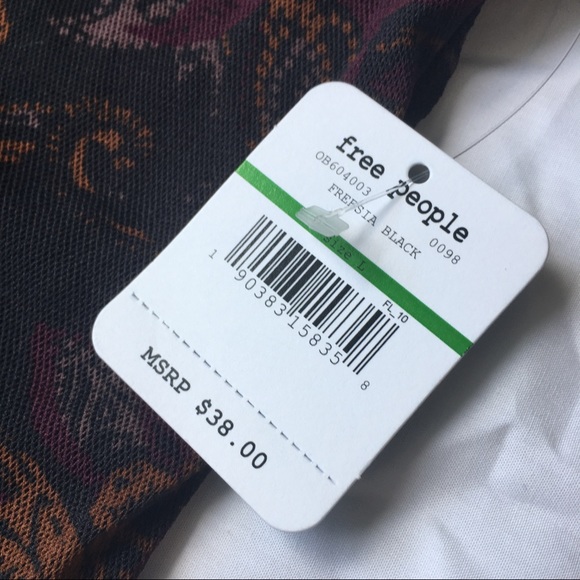 free people
OB604003 0098
FREESIA BLACK
Size L
FL_10
1 90383 15835 8
MSRP $38.00